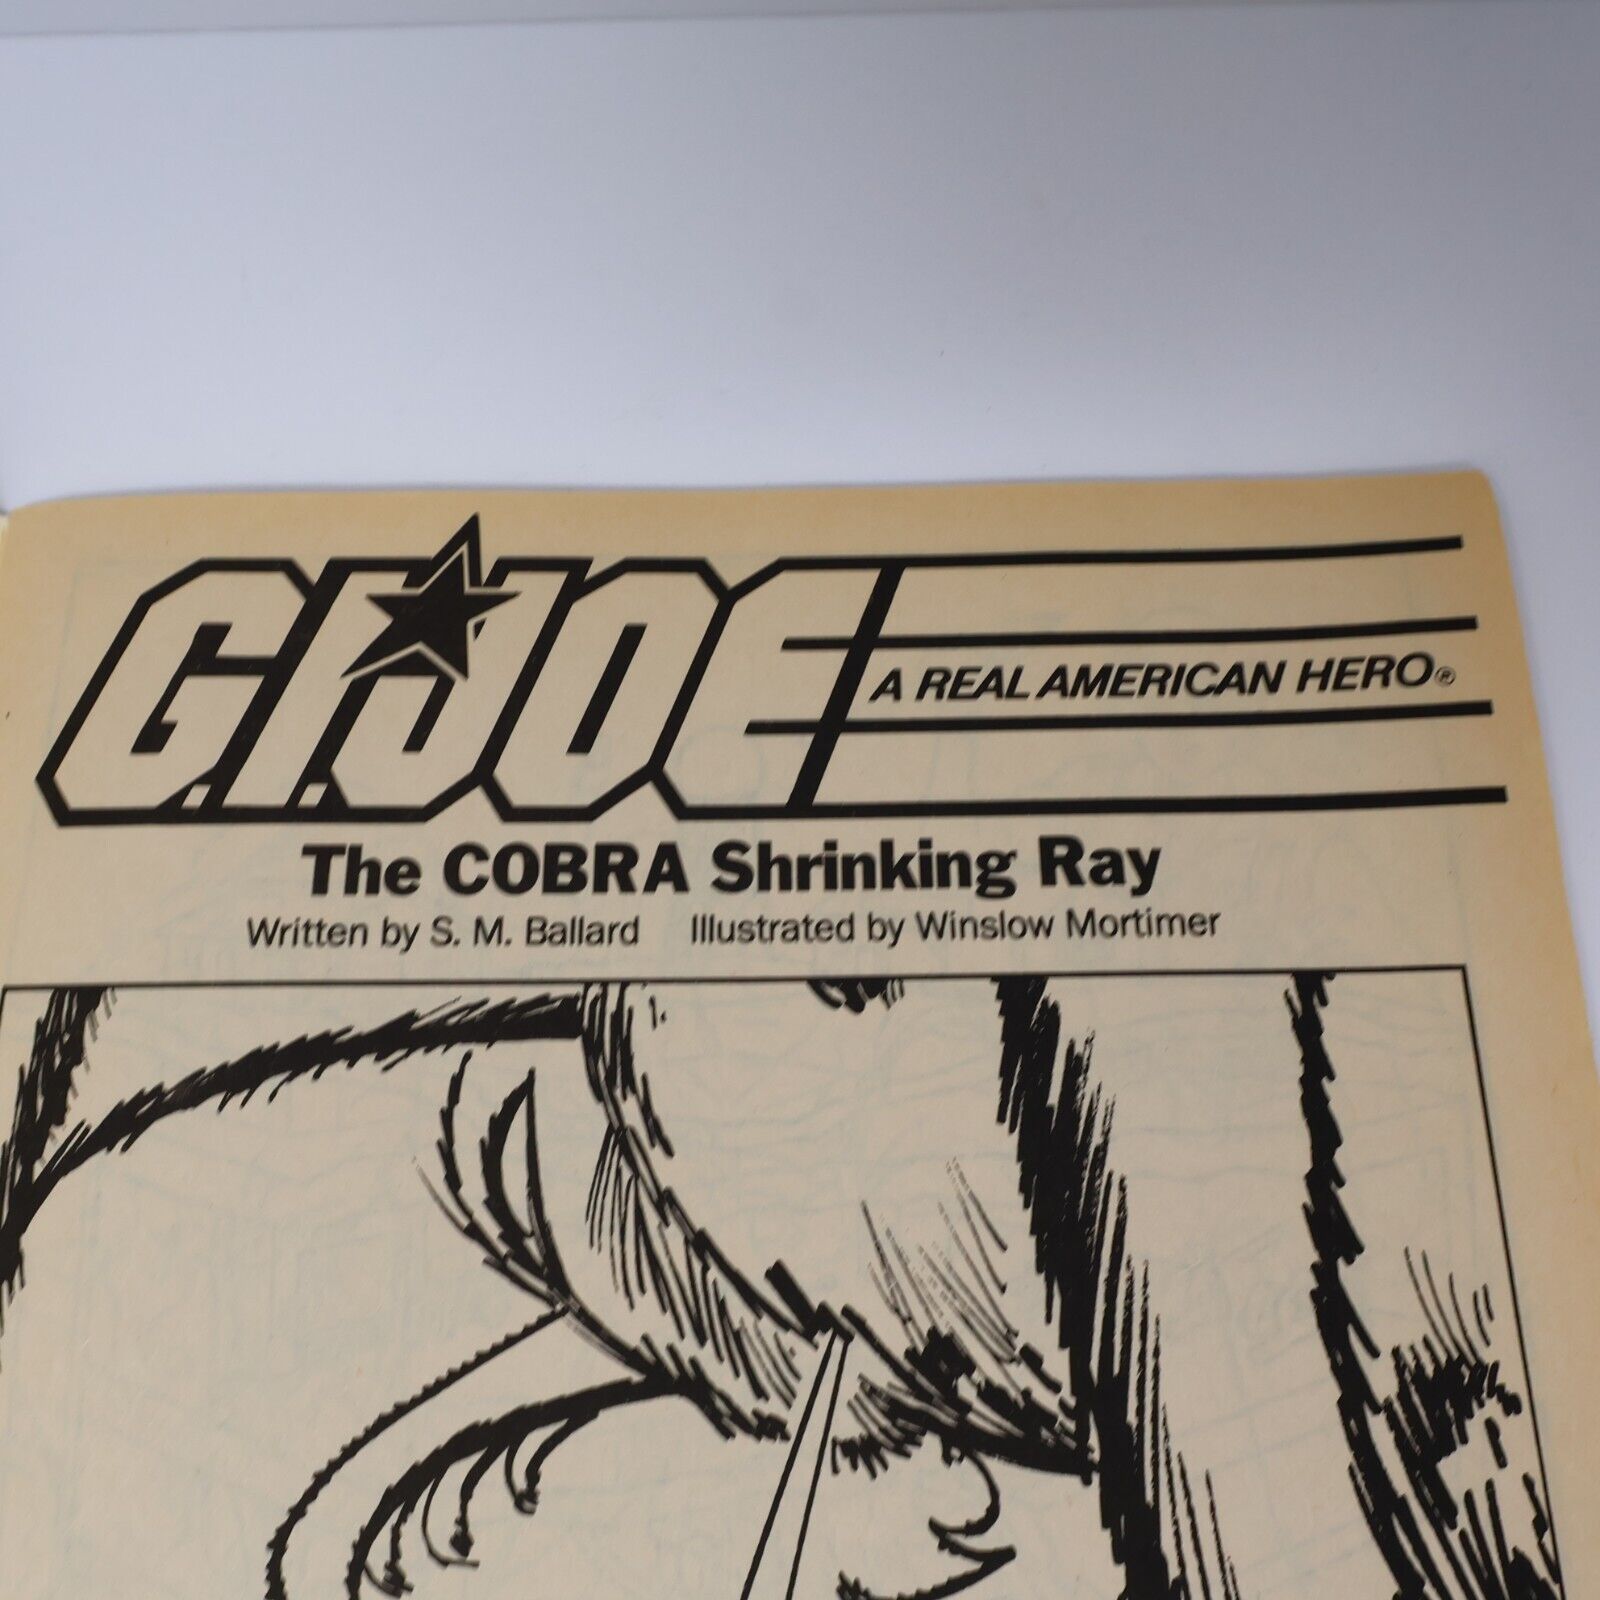 G.I. JOE
A REAL AMERICAN HERO®
The COBRA Shrinking Ray
Written by S. M. Ballard Illustrated by Winslow Mortimer